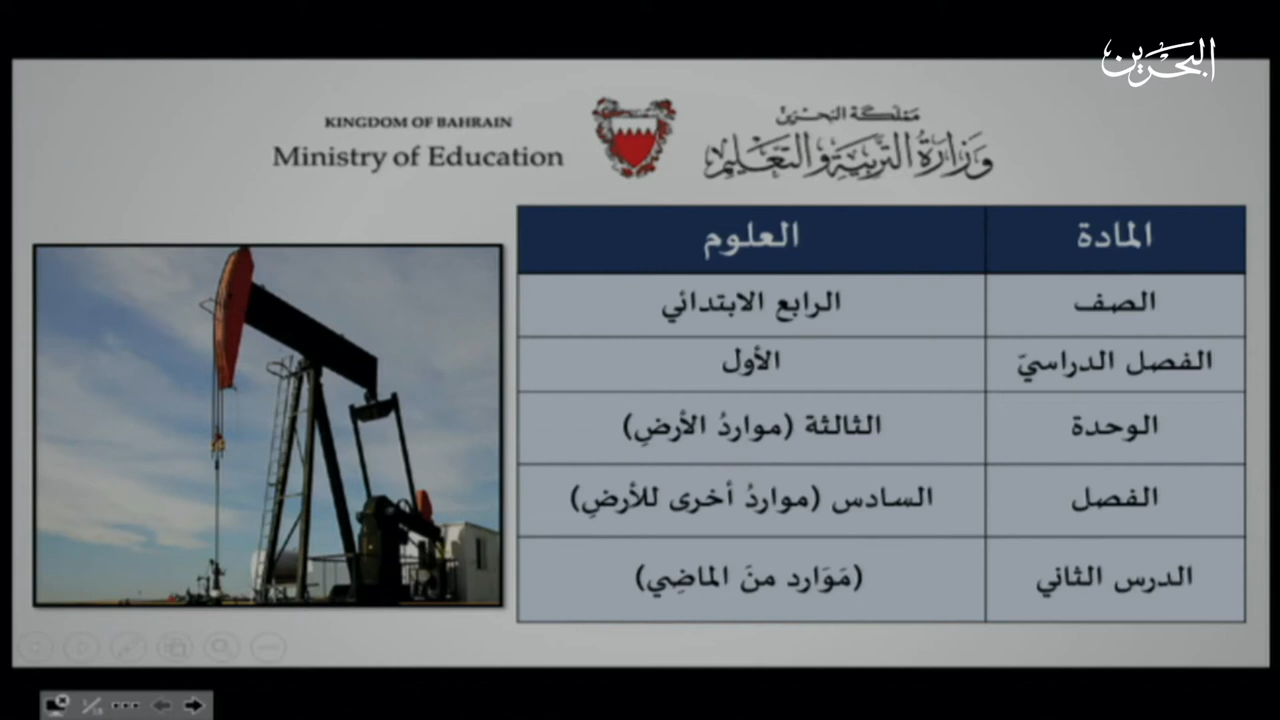 البحرين
KINGDOM OF BAHRAIN
Ministry of Education
مملكة البحرين
وزارة التربية والتعليم
المادة العلوم
الصف الرابع الابتدائي
الفصل الدراسيّ الأول
الوحدة الثالثة (مواردُ الأرضِ)
الفصل السادس (مواردُ أخرى للأرضِ)
الدرس الثاني (مَوَارد منَ الماضِي)